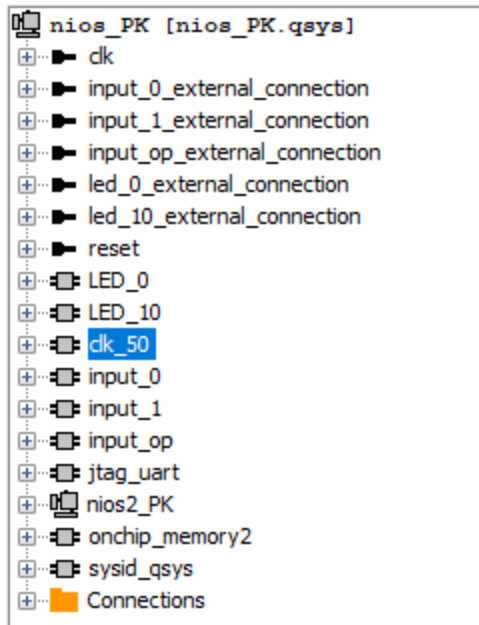 nios_PK [nios_PK.qsys]
clk
input_0_external_connection
input_1_external_connection
input_op_external_connection
led_0_external_connection
led_10_external_connection
reset
LED_0
LED_10
clk_50
input_0
input_1
input_op
jtag_uart
nios2_PK
onchip_memory2
sysid_qsys
Connections